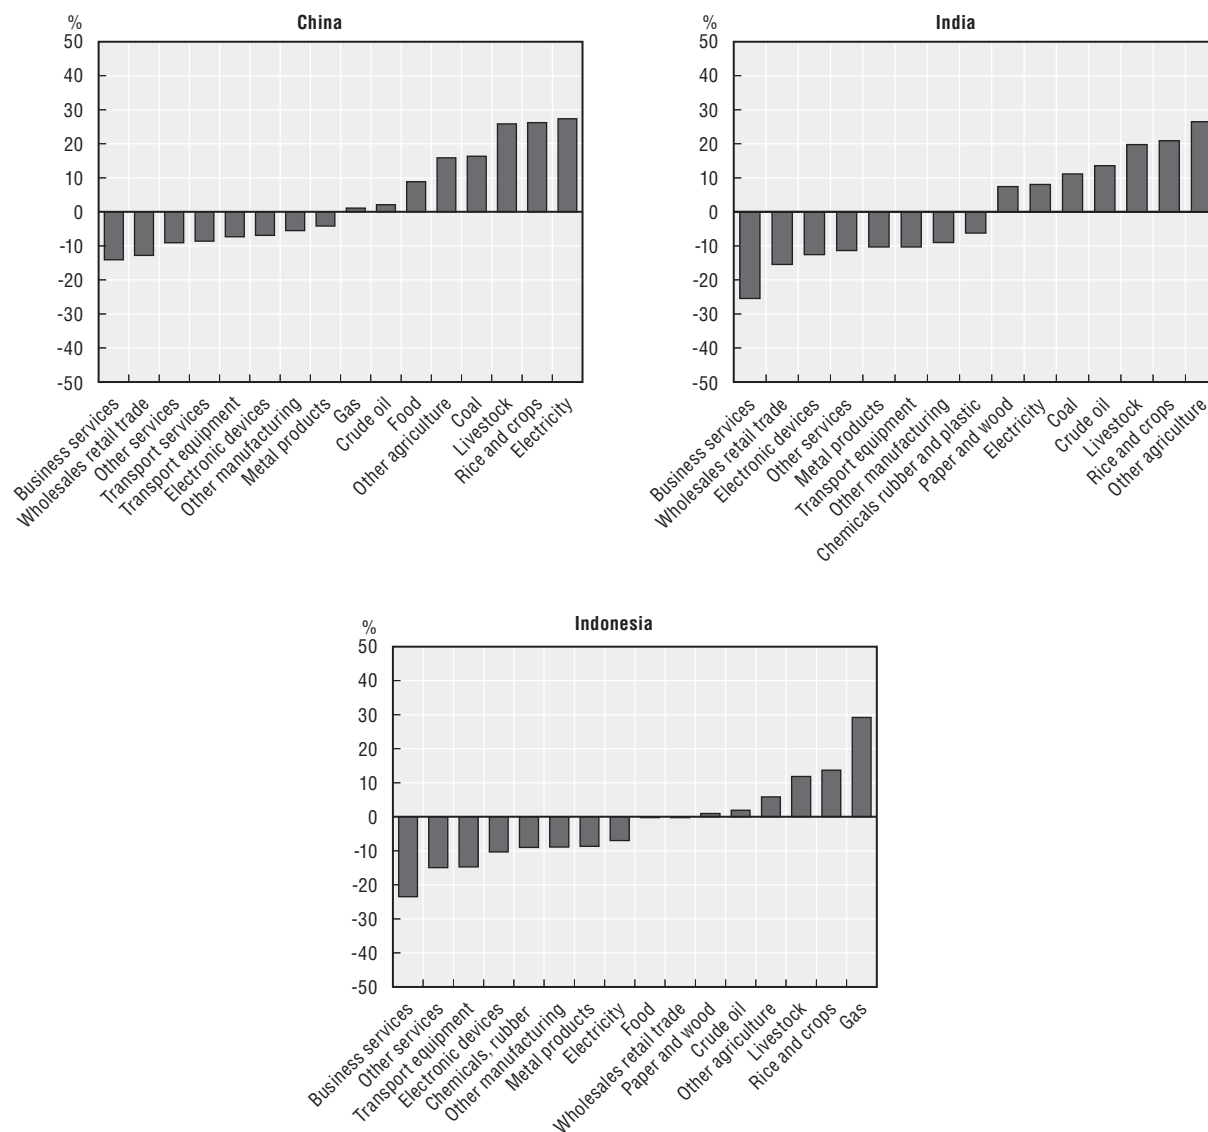 China
%
50
40
30
20
10
0
-10
-20
-30
-40
-50
Business services
Wholesales retail trade
Other services
Transport services
Transport equipment
Electronic devices
Other manufacturing
Metal products
Gas
Crude oil
Food
Other agriculture
Coal
Livestock
Rice and crops
Electricity
India
%
50
40
30
20
10
0
-10
-20
-30
-40
-50
Business services
Wholesales retail trade
Electronic devices
Other services
Metal products
Transport equipment
Other manufacturing
Chemicals rubber and plastic
Paper and wood
Electricity
Coal
Crude oil
Livestock
Rice and crops
Other agriculture
Indonesia
%
50
40
30
20
10
0
-10
-20
-30
-40
-50
Business services
Other services
Transport equipment
Electronic devices
Chemicals, rubber
Other manufacturing
Metal products
Electricity
Food
Wholesales retail trade
Paper and wood
Crude oil
Other agriculture
Livestock
Rice and crops
Gas